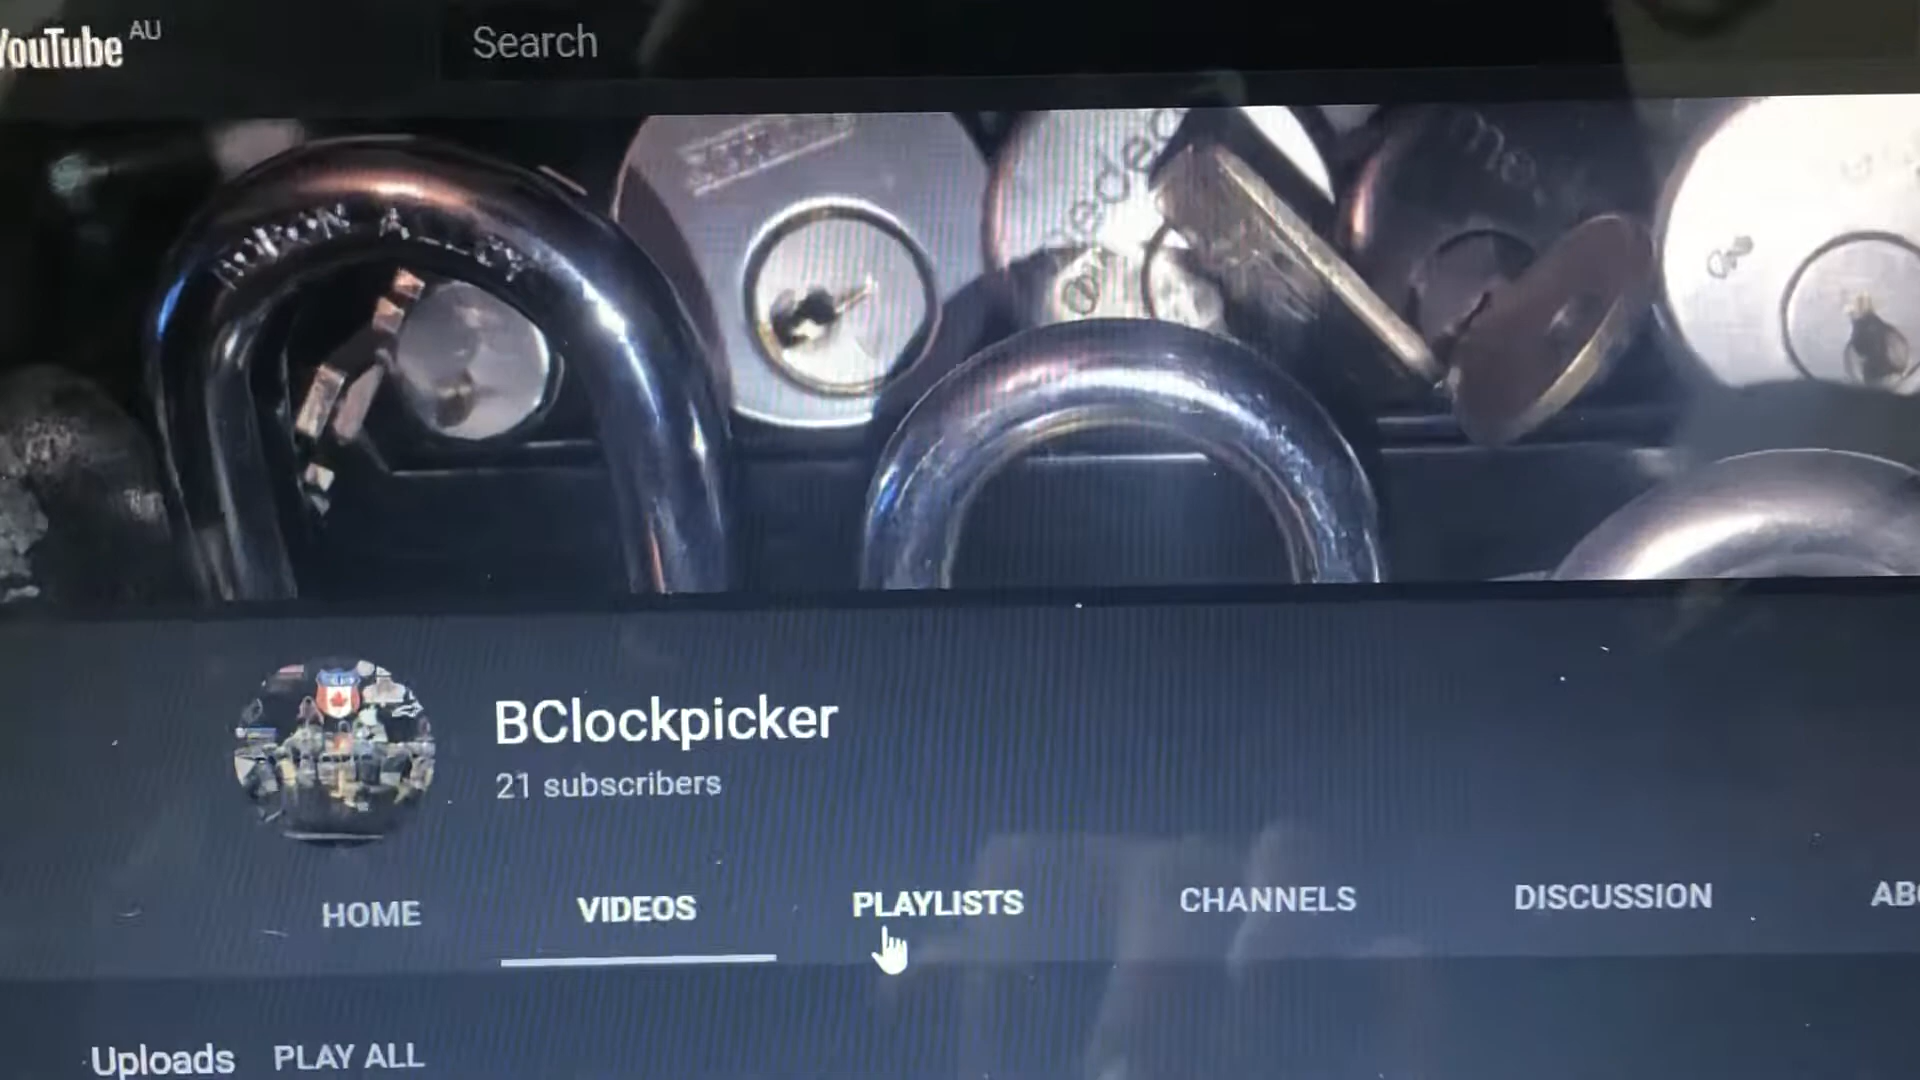 YouTube AU
Search
BClockpicker
21 subscribers
HOME VIDEOS PLAYLISTS CHANNELS DISCUSSION
Uploads PLAY ALL